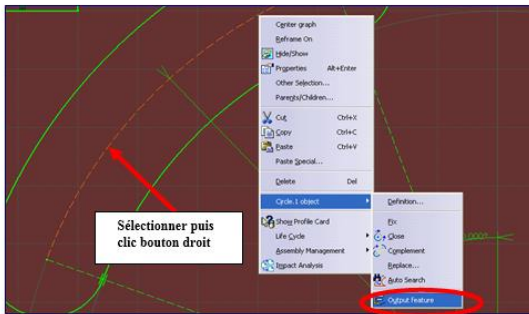 Center graph
Reframe On
Hide/Show
Properties Alt+Enter
Other Selection...
Parents/Children...
Cut Ctrl+X
Copy Ctrl+C
Paste Ctrl+V
Paste Special...
Delete Del
Circle.1 object
Show Profile Card
Life Cycle
Assembly Management
Impact Analysis
Definition...
Fix
Close
Complement
Replace...
Auto Search
Output feature
Sélectionner puis
clic bouton droit